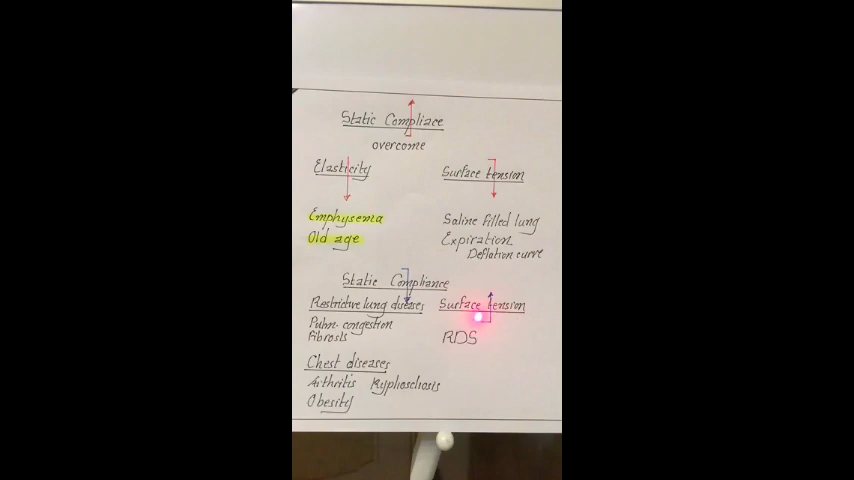 Static Compliace
overcome
Elasticity
Surface tension
Emphysema
Old age
Saline filled lung
Expiration
Deflation curve
Static Compliance
Restrictive lung diseases
Pulm. congestion
Fibrosis
Surface tension
RDS
Chest diseases
Arthritis Kyphoscliosis
Obesity